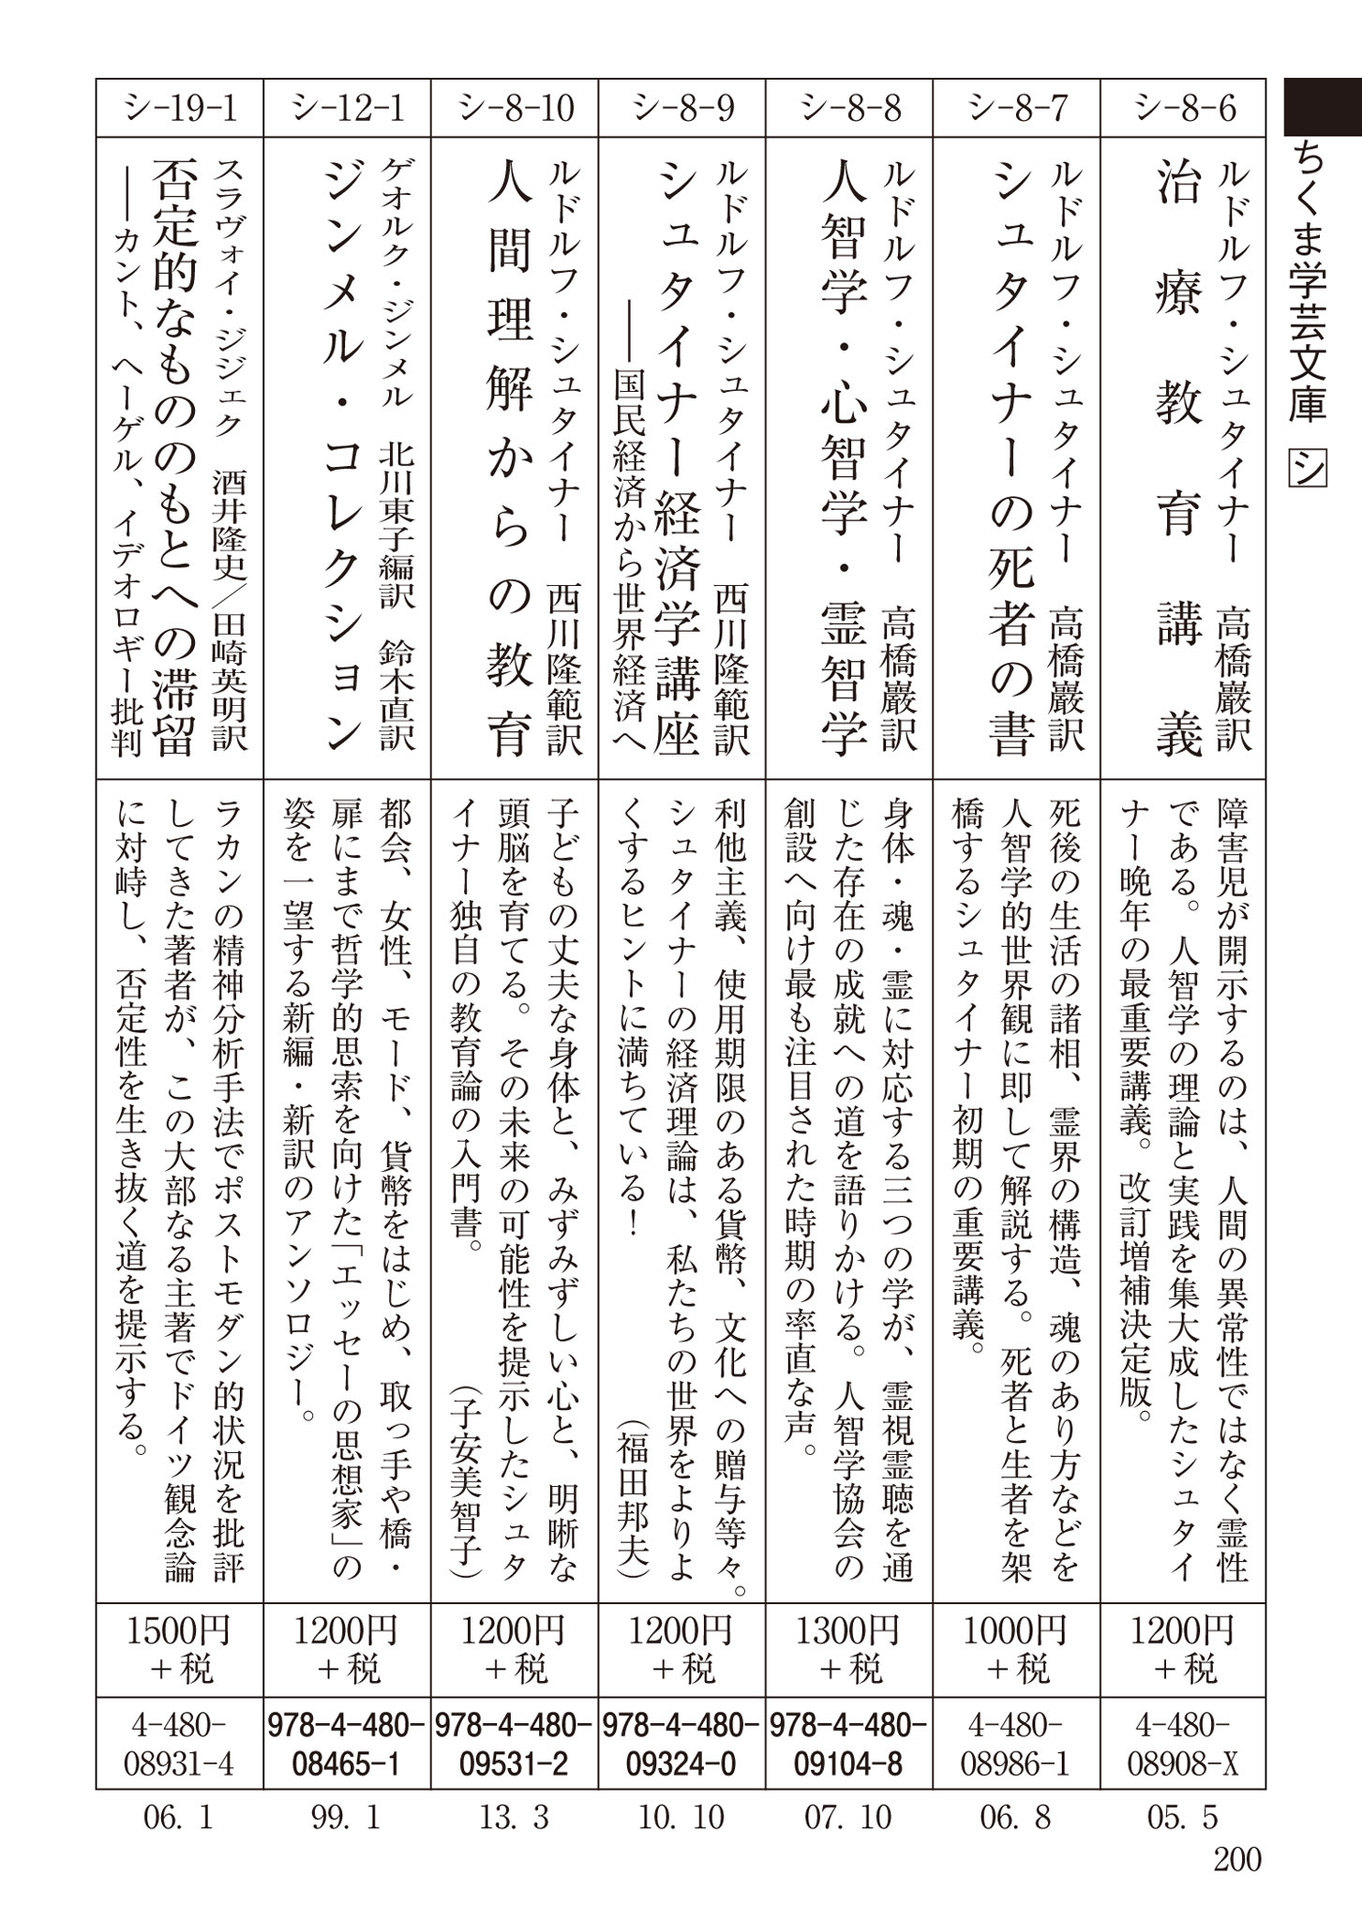 ちくま学芸文庫 シ
シ-8-6
ルドルフ・シュタイナー　高橋巖訳
治療教育講義
障害児が開示するのは、人間の異常性ではなく霊性
である。人智学の理論と実践を集大成したシュタイ
ナー晩年の最重要講義。改訂増補決定版。
1200円
＋税
4-480-
08908-X
05. 5
シ-8-7
ルドルフ・シュタイナー　高橋巖訳
シュタイナーの死者の書
死後の生活の諸相、霊界の構造、魂のあり方などを
人智学的世界観に即して解説する。死者と生者を架
橋するシュタイナー初期の重要講義。
1000円
＋税
4-480-
08986-1
06. 8
シ-8-8
ルドルフ・シュタイナー　高橋巖訳
人智学・心智学・霊智学
身体・魂・霊に対応する三つの学が、霊視霊聴を通
じた存在の成就への道を語りかける。人智学協会の
創設へ向け最も注目された時期の率直な声。
1300円
＋税
978-4-480-
09104-8
07. 10
シ-8-9
ルドルフ・シュタイナー　西川隆範訳
シュタイナー経済学講座
――国民経済から世界経済へ
利他主義、使用期限のある貨幣、文化への贈与等々。
シュタイナーの経済理論は、私たちの世界をよりよ
くするヒントに満ちている！　（福田邦夫）
1200円
＋税
978-4-480-
09324-0
10. 10
シ-8-10
ルドルフ・シュタイナー　西川隆範訳
人間理解からの教育
子どもの丈夫な身体と、みずみずしい心と、明晰な
頭脳を育てる。その未来の可能性を提示したシュタ
イナー独自の教育論の入門書。　（子安美智子）
1200円
＋税
978-4-480-
09531-2
13. 3
シ-12-1
ゲオルク・ジンメル　北川東子編訳　鈴木直訳
ジンメル・コレクション
都会、女性、モード、貨幣をはじめ、取っ手や橋・
扉にまで哲学的思索を向けた「エッセーの思想家」の
姿を一望する新編・新訳のアンソロジー。
1200円
＋税
978-4-480-
08465-1
99. 1
シ-19-1
スラヴォイ・ジジェク　酒井隆史／田崎英明訳
否定的なもののもとへの滞留
――カント、ヘーゲル、イデオロギー批判
ラカンの精神分析手法でポストモダン的状況を批評
してきた著者が、この大部なる主著でドイツ観念論
に対峙し、否定性を生き抜く道を提示する。
1500円
＋税
4-480-
08931-4
06. 1
200